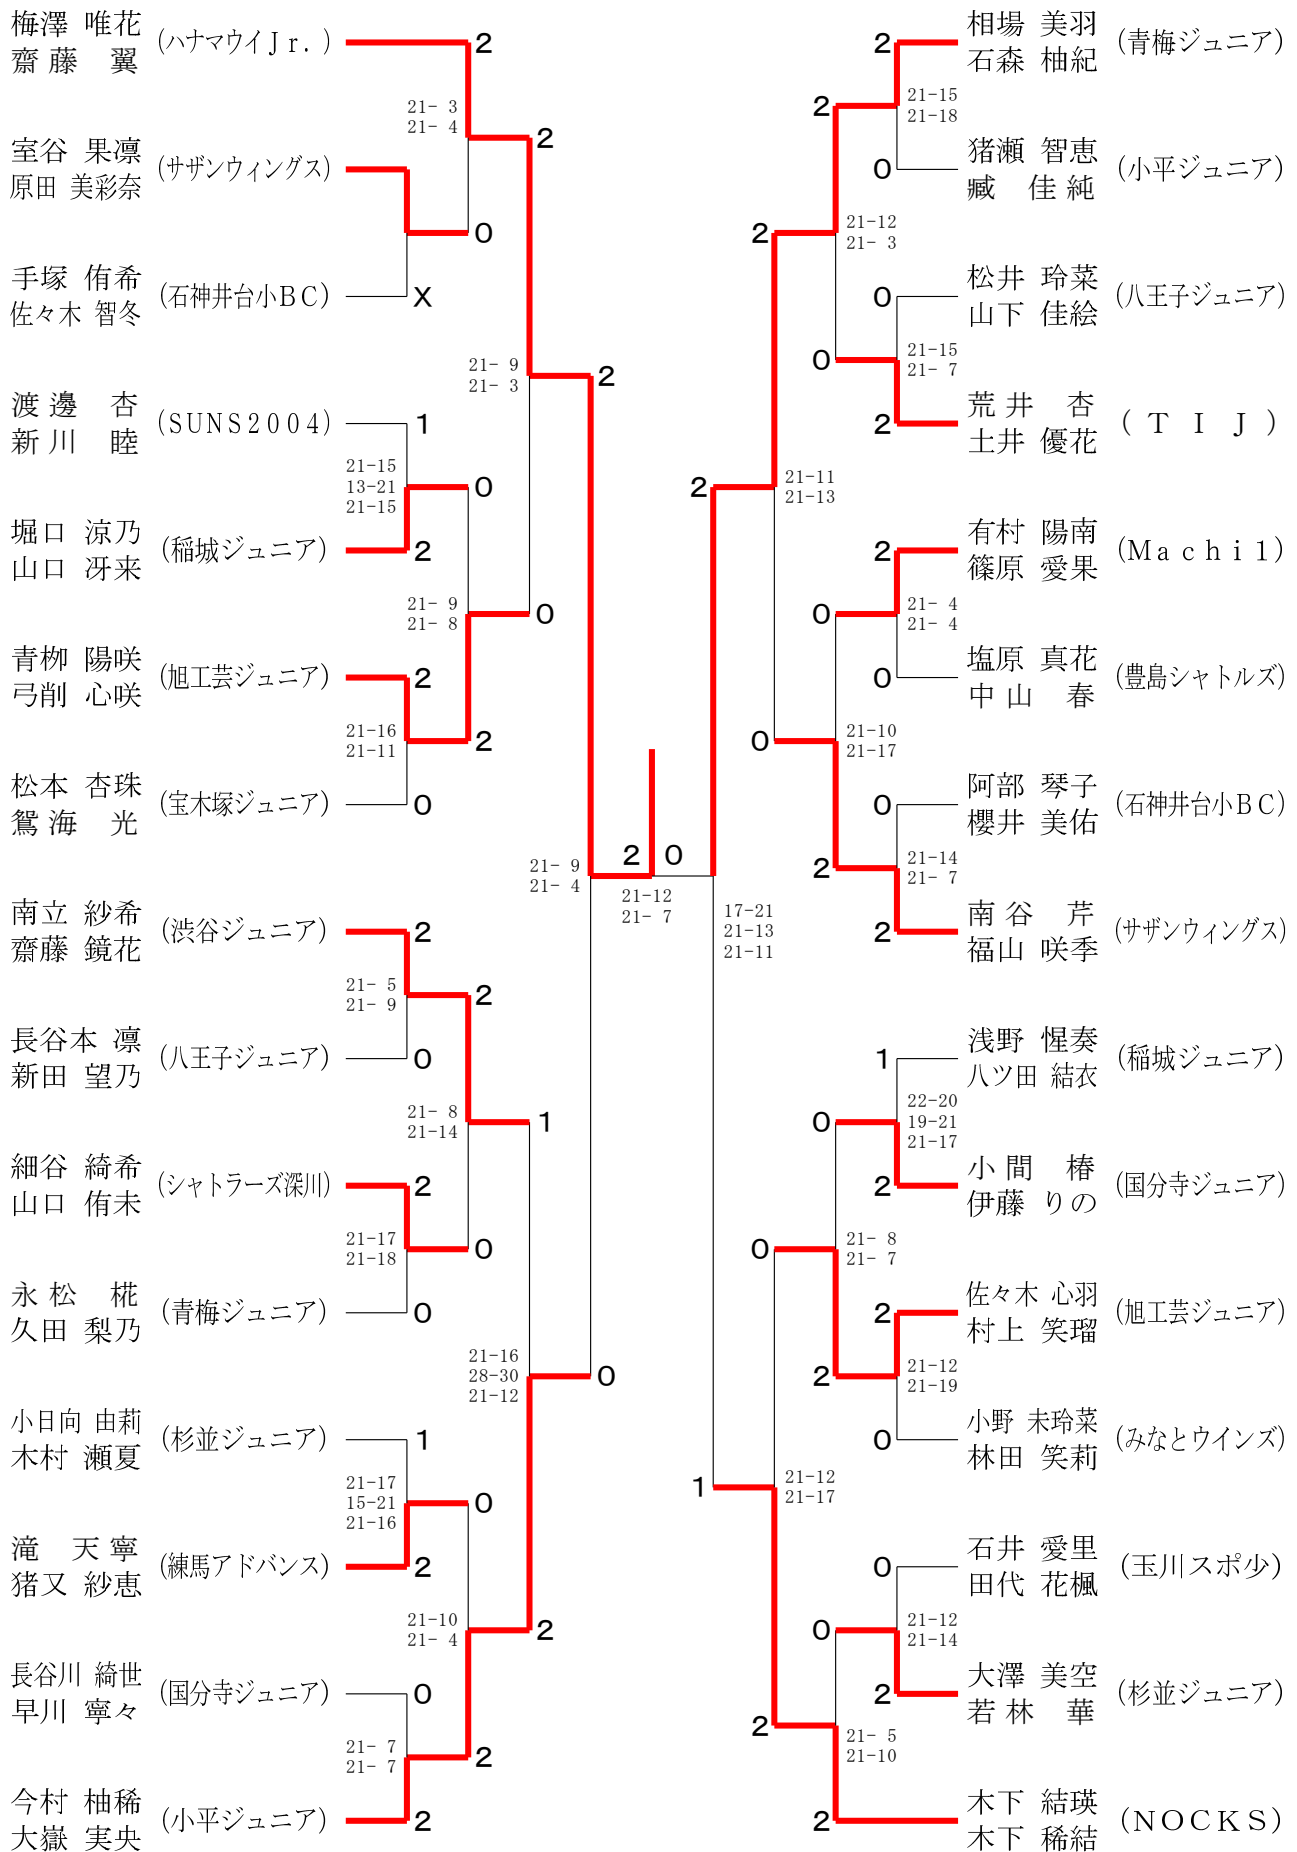 梅澤 唯花
齋藤 翼
(ハナマウイＪｒ.)
2
21- 3
21- 4
2
室谷 果凛
原田 美彩奈
(サザンウィングス)
0
手塚 侑希
佐々木 智冬
(石神井台小ＢＣ)
X
21- 9
21- 3
2
渡邊 杏
新川 睦
(SUNS2004)
1
21-15
13-21
21-15
0
堀口 涼乃
山口 冴来
(稲城ジュニア)
2
21- 9
21- 8
0
青栁 陽咲
弓削 心咲
(旭工芸ジュニア)
2
21-16
21-11
2
松本 杏珠
鴛海 光
(宝木塚ジュニア)
0
21- 9
21- 4
2 0
21-12
21- 7
南立 紗希
齋藤 鏡花
(渋谷ジュニア)
2
21- 5
21- 9
2
長谷本 凛
新田 望乃
(八王子ジュニア)
0
21- 8
21-14
1
細谷 綺希
山口 侑未
(シャトラーズ深川)
2
21-17
21-18
0
永松 椛
久田 梨乃
(青梅ジュニア)
0
21-16
28-30
21-12
0
小日向 由莉
木村 瀬夏
(杉並ジュニア)
1
21-17
15-21
21-16
0
滝 天寧
猪又 紗恵
(練馬アドバンス)
2
21-10
21- 4
2
長谷川 綺世
早川 寧々
(国分寺ジュニア)
0
21- 7
21- 7
2
今村 柚稀
大嶽 実央
(小平ジュニア)
2
2
相場 美羽
石森 柚紀
(青梅ジュニア)
2
21-15
21-18
0
猪瀬 智恵
臧 佳純
(小平ジュニア)
2
21-12
21- 3
0
松井 玲菜
山下 佳絵
(八王子ジュニア)
0
21-15
21- 7
2
荒井 杏
土井 優花
(ＴＩＪ)
2
21-11
21-13
2
有村 陽南
篠原 愛果
(Machi1)
0
21- 4
21- 4
0
塩原 真花
中山 春
(豊島シャトルズ)
0
21-10
21-17
0
阿部 琴子
櫻井 美佑
(石神井台小ＢＣ)
2
21-14
21- 7
2
南谷 芹
福山 咲季
(サザンウィングス)
17-21
21-13
21-11
1
浅野 惺奏
八ツ田 結衣
(稲城ジュニア)
0
22-20
19-21
21-17
2
小間 椿
伊藤 りの
(国分寺ジュニア)
0
21- 8
21- 7
2
佐々木 心羽
村上 笑瑠
(旭工芸ジュニア)
2
21-12
21-19
0
小野 未玲菜
林田 笑莉
(みなとウインズ)
1
21-12
21-17
0
石井 愛里
田代 花楓
(玉川スポ少)
0
21-12
21-14
2
大澤 美空
若林 華
(杉並ジュニア)
2
21- 5
21-10
2
木下 結瑛
木下 稀結
(NOCKS)